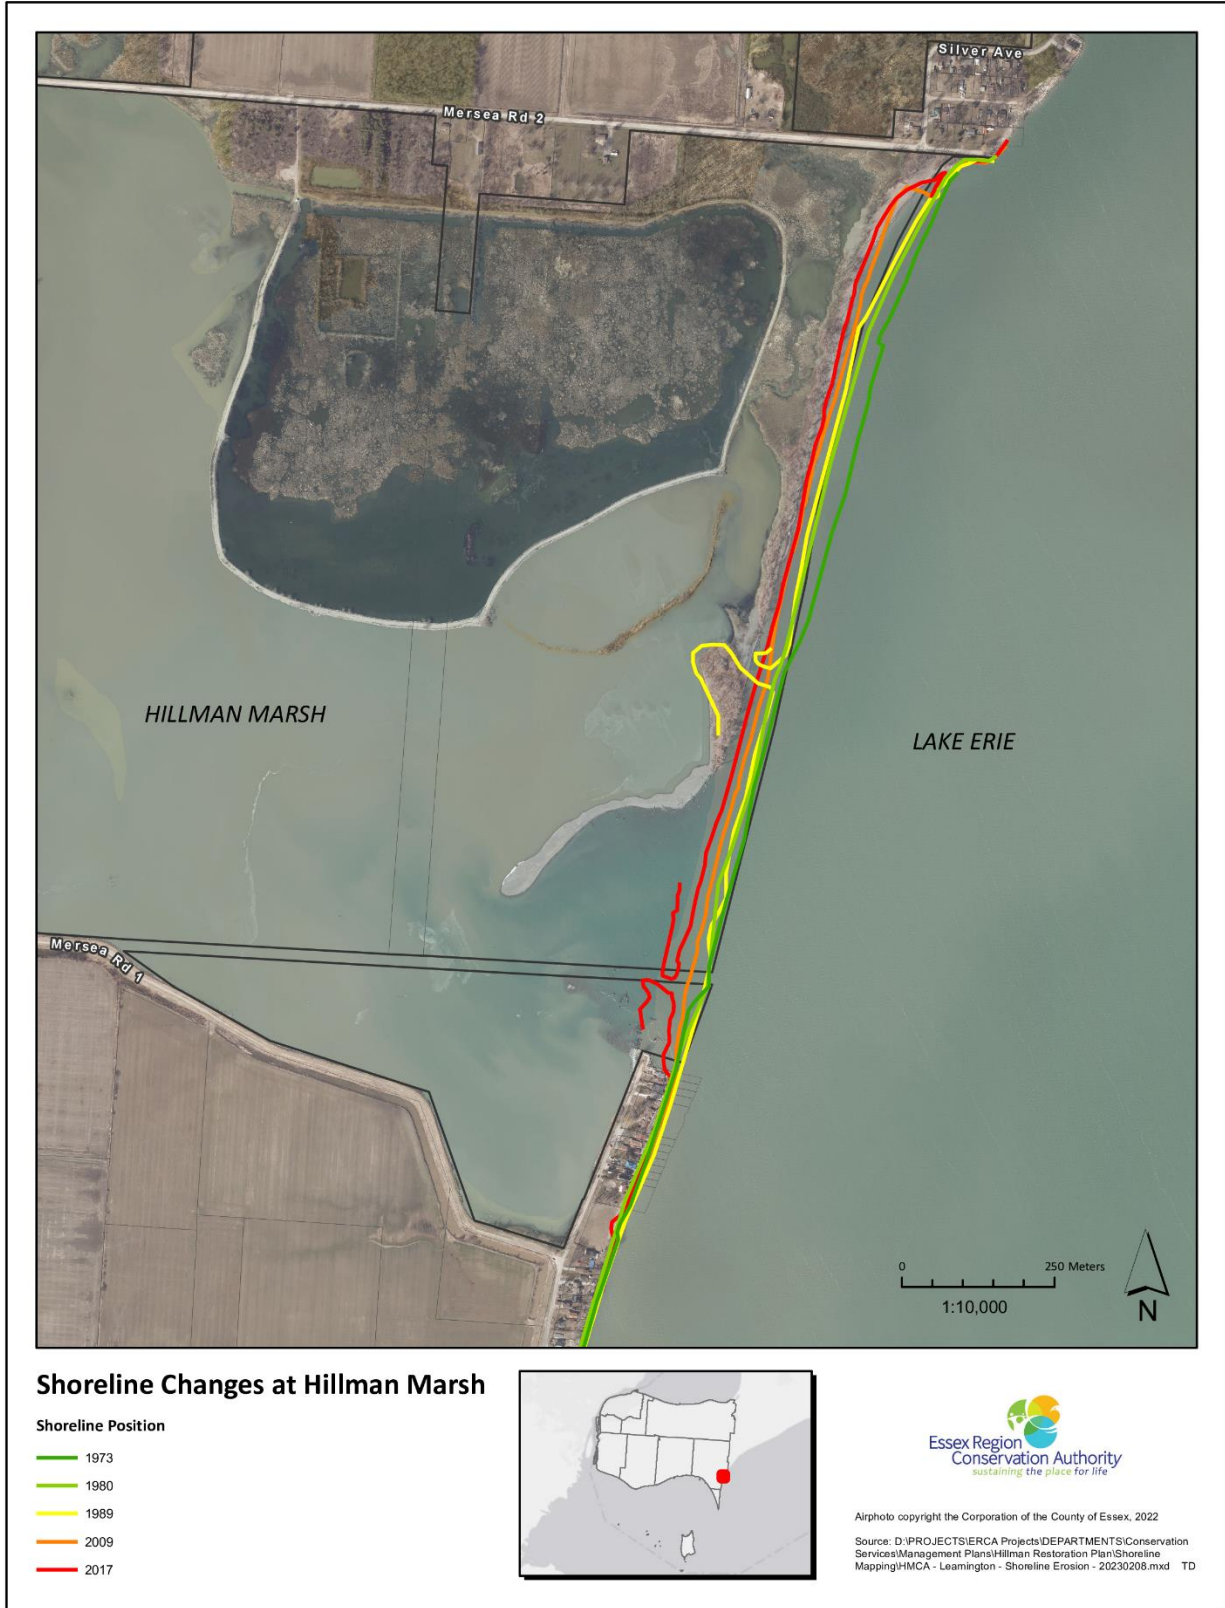 Silver Ave
Mersea Rd 2
HILLMAN MARSH
LAKE ERIE
Mersea Rd 1
0 250 Meters
1:10,000
N
Shoreline Changes at Hillman Marsh
Shoreline Position
1973
1980
1989
2009
2017
Essex Region
Conservation Authority
sustaining the place for life
Airphoto copyright the Corporation of the County of Essex, 2022
Source: D:\PROJECTS\ERCA Projects\DEPARTMENTS\Conservation
Services\Management Plans\Hillman Restoration Plan\Shoreline
Mapping\HMCA - Leamington - Shoreline Erosion - 20230208.mxd TD